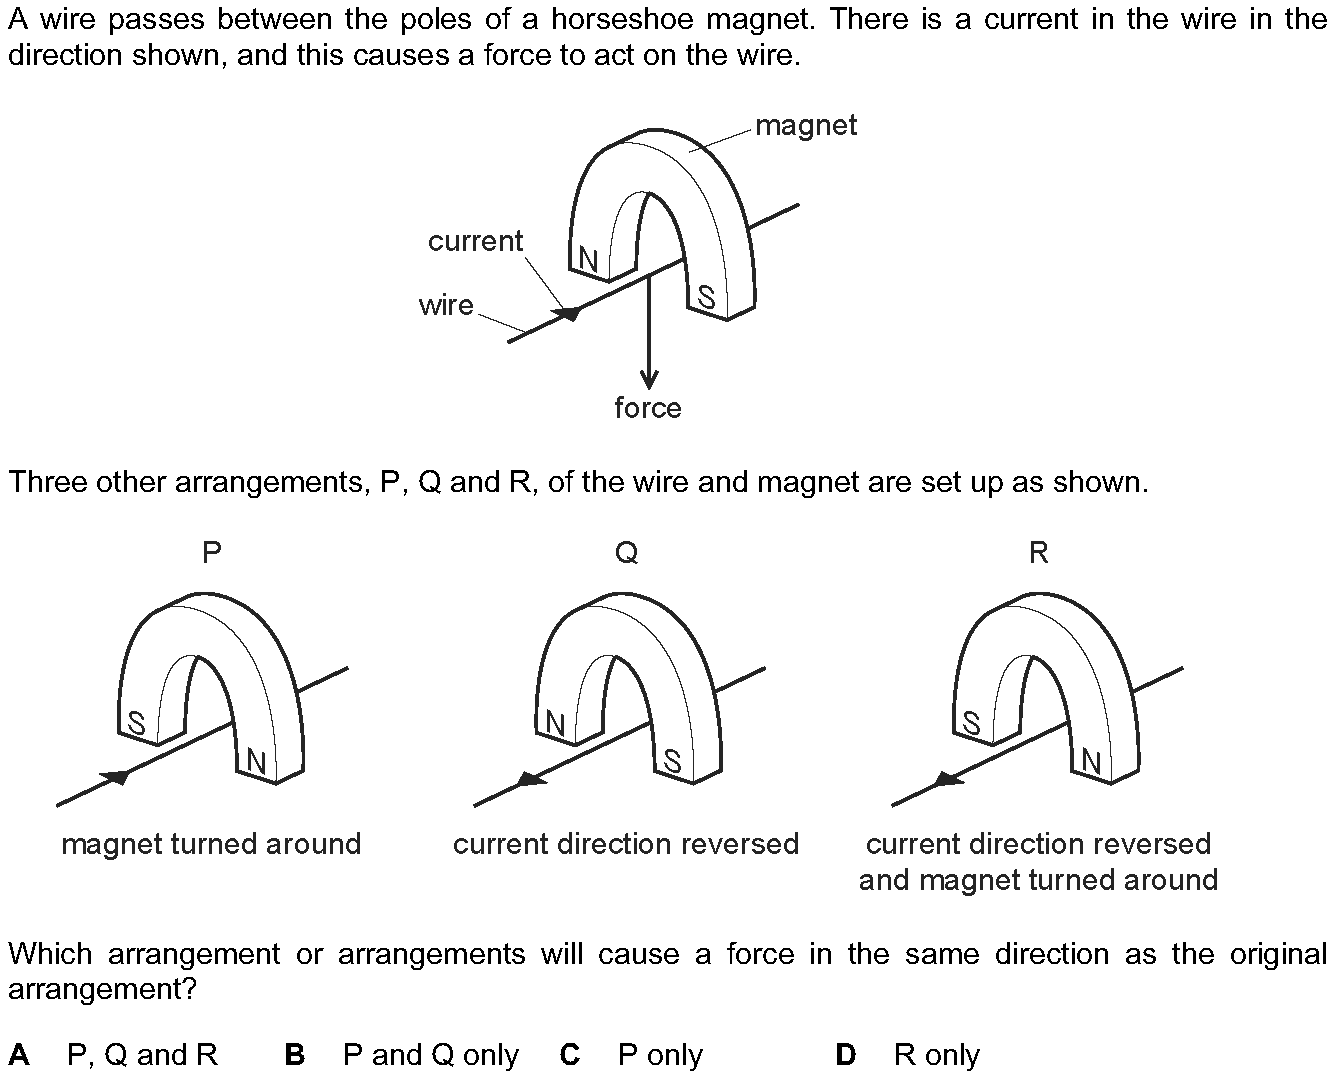 A wire passes between the poles of a horseshoe magnet. There is a current in the wire in the
direction shown, and this causes a force to act on the wire.
magnet
current
N
wire
S
force
Three other arrangements, P, Q and R, of the wire and magnet are set up as shown.
P Q R
S N N S S N
magnet turned around current direction reversed current direction reversed
and magnet turned around
Which arrangement or arrangements will cause a force in the same direction as the original
arrangement?
A P, Q and R B P and Q only C P only D R only